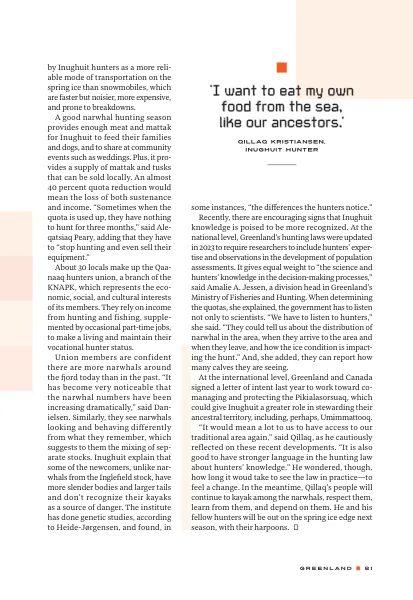 by Inughuit hunters as a more reli-
able mode of transportation on the
spring ice than snowmobiles, which
are faster but noisier, more expensive,
and prone to breakdowns.
A good narwhal hunting season
provides enough meat and mattak
for Inughuit to feed their families
and dogs, and to share at community
events such as weddings. Plus, it pro-
vides a supply of mattak and tusks
that can be sold locally. An almost
40 percent quota reduction would
mean the loss of both sustenance
and income. “Sometimes when the
quota is used up, they have nothing
to hunt for three months,” said Ale-
qatsiaq Peary, adding that they have
to “stop hunting and even sell their
equipment.”
About 30 locals make up the Qaa-
naaq hunters union, a branch of the
KNAPK, which represents the eco-
nomic, social, and cultural interests
of its members. They rely on income
from hunting and fishing, supple-
mented by occasional part-time jobs,
to make a living and maintain their
vocational hunter status.
Union members are confident
there are more narwhals around
the fjord today than in the past. “It
has become very noticeable that
the narwhal numbers have been
increasing dramatically,” said Dan-
ielsen. Similarly, they see narwhals
looking and behaving differently
from what they remember, which
suggests to them the mixing of sep-
arate stocks. Inughuit explain that
some of the newcomers, unlike nar-
whals from the Inglefield stock, have
more slender bodies and larger tails
and don’t recognize their kayaks
as a source of danger. The institute
has done genetic studies, according
to Heide-Jørgensen, and found, in
‘I want to eat my own
food from the sea,
like our ancestors.’
QILLAQ KRISTIANSEN,
INUGHUIT HUNTER
some instances, “the differences the hunters notice.”
Recently, there are encouraging signs that Inughuit
knowledge is poised to be more recognized. At the
national level, Greenland’s hunting laws were updated
in 2023 to require researchers to include hunters’ exper-
tise and observations in the development of population
assessments. It gives equal weight to “the science and
hunters’ knowledge in the decision-making processes,”
said Amalie A. Jessen, a division head in Greenland’s
Ministry of Fisheries and Hunting. When determining
the quotas, she explained, the government has to listen
not only to scientists. “We have to listen to hunters,”
she said. “They could tell us about the distribution of
narwhal in the area, when they arrive to the area and
when they leave, and how the ice condition is impact-
ing the hunt.” And, she added, they can report how
many calves they are seeing.
At the international level, Greenland and Canada
signed a letter of intent last year to work toward co-
managing and protecting the Pikialasorsuaq, which
could give Inughuit a greater role in stewarding their
ancestral territory, including, perhaps, Umimmattooq.
“It would mean a lot to us to have access to our
traditional area again,” said Qillaq, as he cautiously
reflected on these recent developments. “It is also
good to have stronger language in the hunting law
about hunters’ knowledge.” He wondered, though,
how long it woud take to see the law in practice—to
feel a change. In the meantime, Qillaq’s people will
continue to kayak among the narwhals, respect them,
learn from them, and depend on them. He and his
fellow hunters will be out on the spring ice edge next
season, with their harpoons.
GREENLAND 81